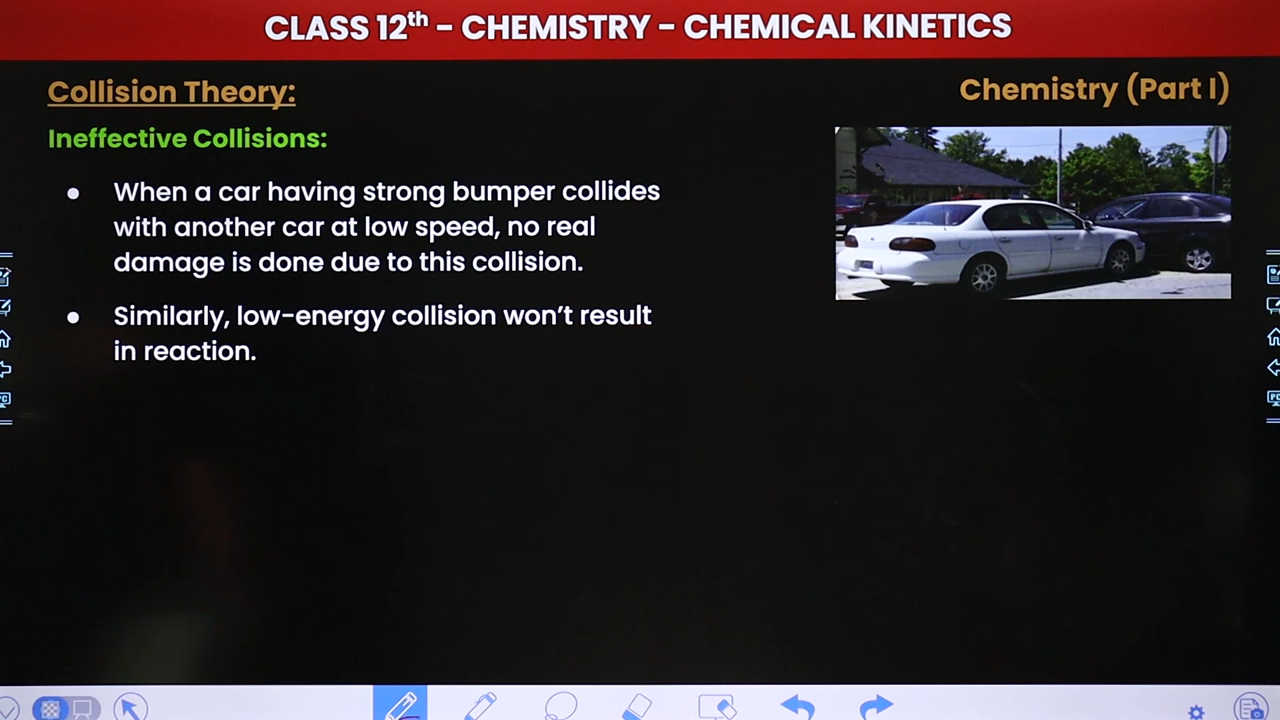 CLASS 12th - CHEMISTRY - CHEMICAL KINETICS
Collision Theory:
Chemistry (Part I)
Ineffective Collisions:
● When a car having strong bumper collides
with another car at low speed, no real
damage is done due to this collision.
● Similarly, low-energy collision won't result
in reaction.